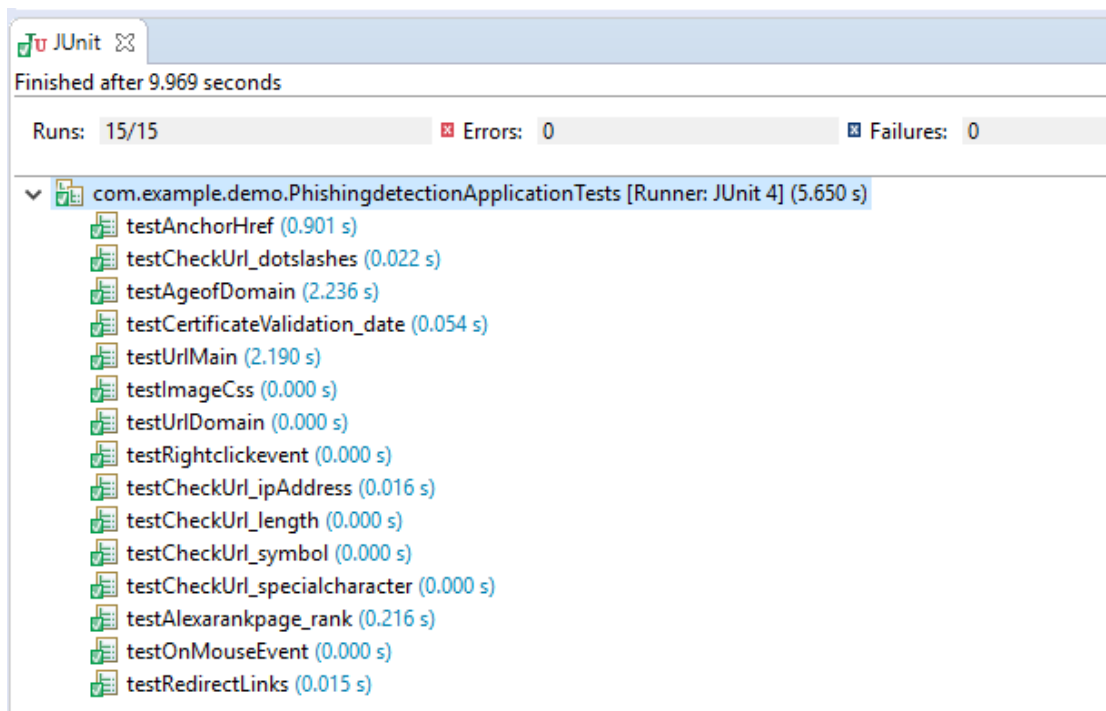 JUnit
Finished after 9.969 seconds
Runs: 15/15 Errors: 0 Failures: 0
com.example.demo.PhishingdetectionApplicationTests [Runner: JUnit 4] (5.650 s)
testAnchorHref (0.901 s)
testCheckUrl_dotslashes (0.022 s)
testAgeofDomain (2.236 s)
testCertificateValidation_date (0.054 s)
testUrlMain (2.190 s)
testImageCss (0.000 s)
testUrlDomain (0.000 s)
testRightclickevent (0.000 s)
testCheckUrl_ipAddress (0.016 s)
testCheckUrl_length (0.000 s)
testCheckUrl_symbol (0.000 s)
testCheckUrl_specialcharacter (0.000 s)
testAlexarankpage_rank (0.216 s)
testOnMouseEvent (0.000 s)
testRedirectLinks (0.015 s)